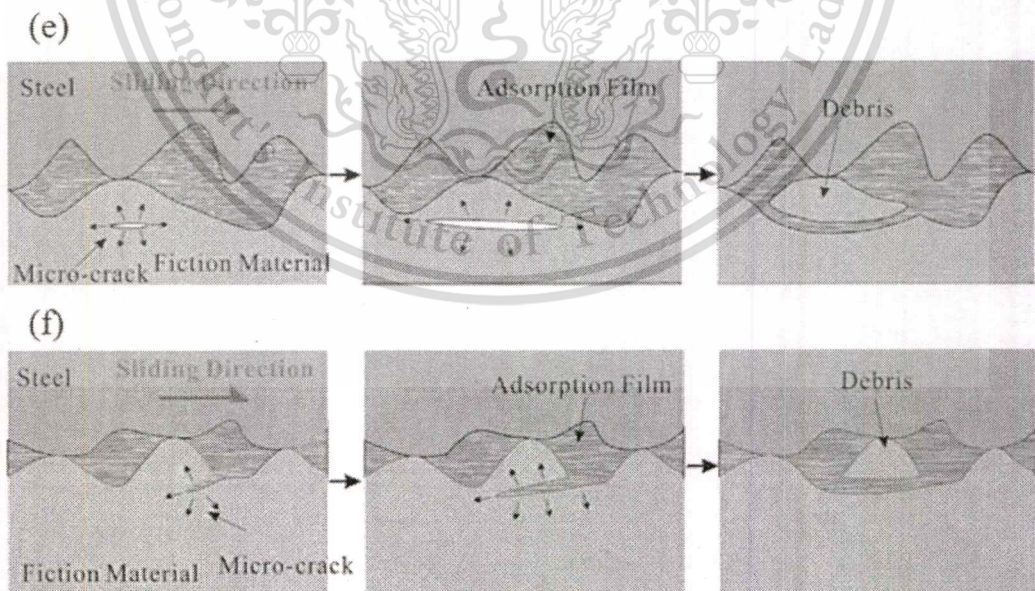 (e)
Steel
Sliding Direction
Adsorption Film
Debris
Micro-crack
Fiction Material
Institute of Technology
(f)
Steel
Sliding Direction
Adsorption Film
Debris
Fiction Material
Micro-crack